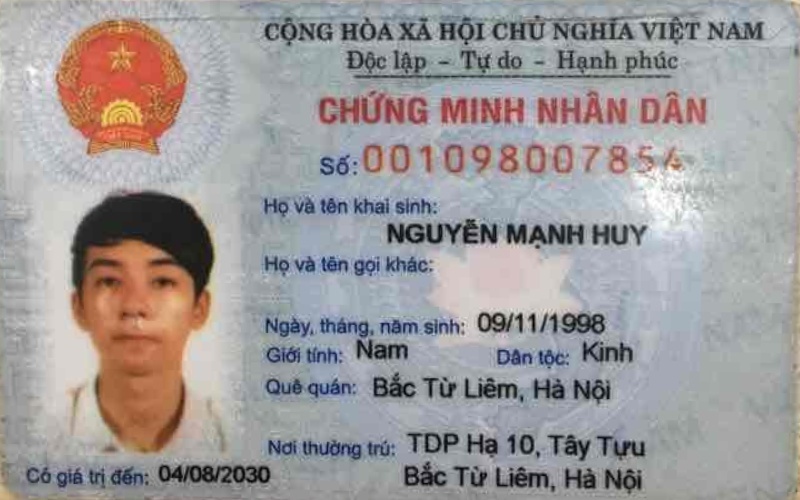 CỘNG HÒA XÃ HỘI CHỦ NGHĨA VIỆT NAM
Độc lập - Tự do - Hạnh phúc
CHỨNG MINH NHÂN DÂN
Số: 001098007854
Họ và tên khai sinh:
NGUYỄN MẠNH HUY
Họ và tên gọi khác:
Ngày, tháng, năm sinh: 09/11/1998
Giới tính: Nam Dân tộc: Kinh
Quê quán: Bắc Từ Liêm, Hà Nội
Nơi thường trú: TDP Hạ 10, Tây Tựu
Bắc Từ Liêm, Hà Nội
Có giá trị đến: 04/08/2030